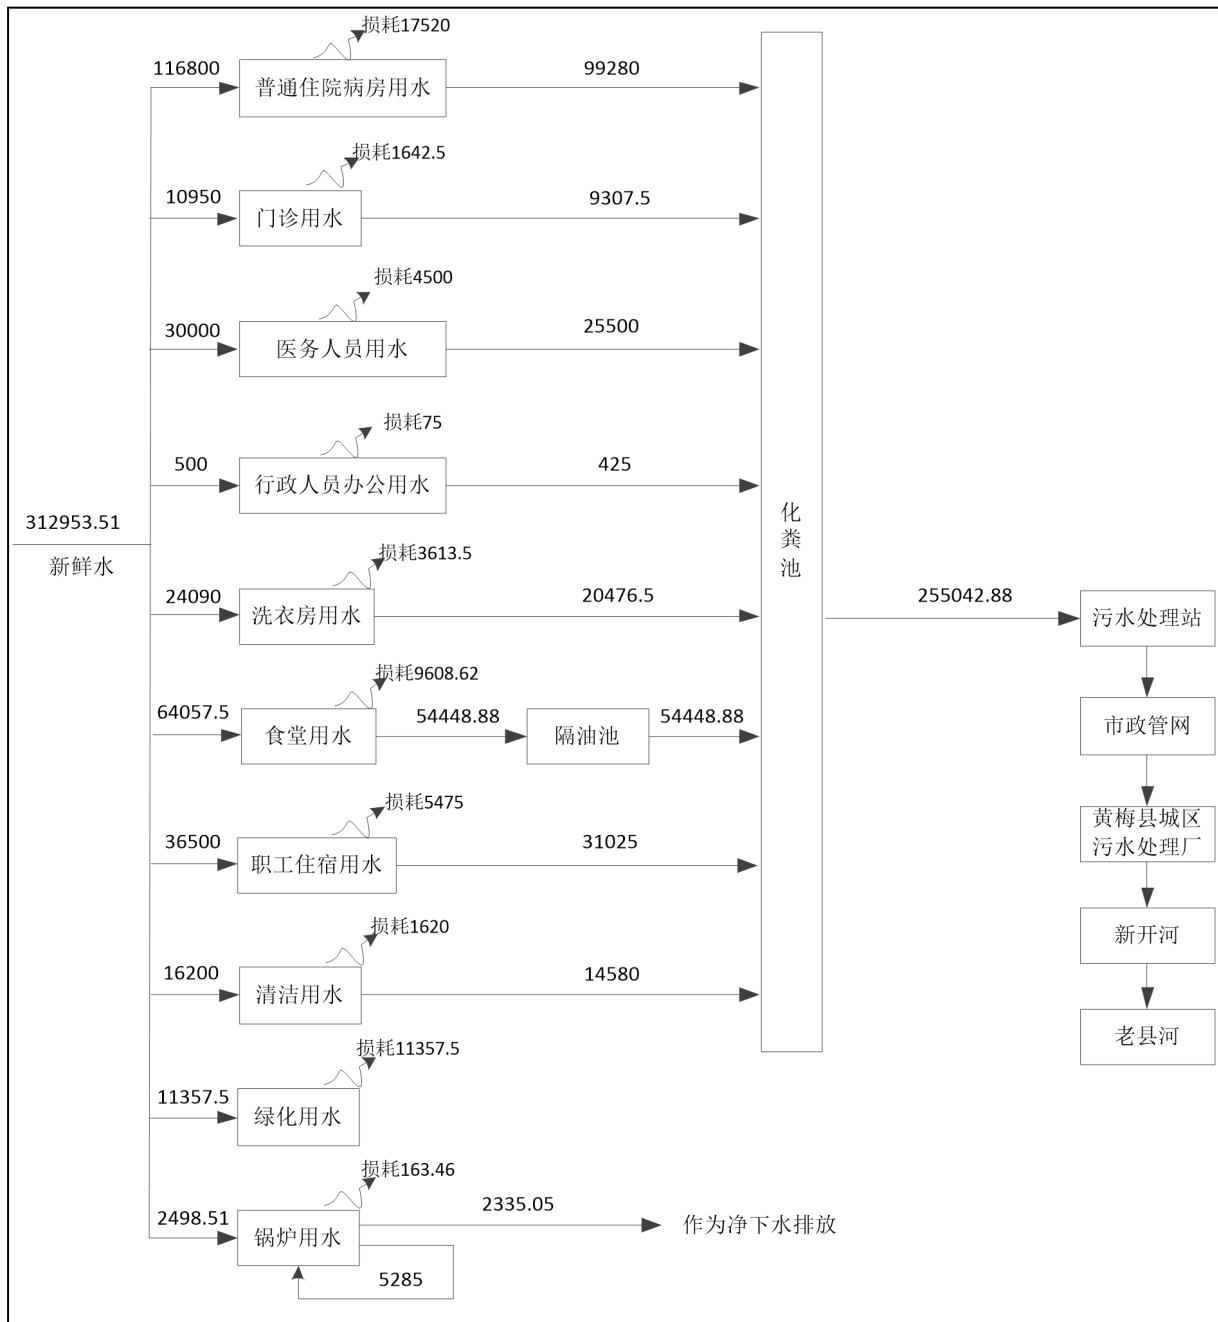 损耗17520
116800
普通住院病房用水
99280
损耗1642.5
10950
门诊用水
9307.5
损耗4500
30000
医务人员用水
25500
损耗75
500
行政人员办公用水
425
312953.51
新鲜水
损耗3613.5
24090
洗衣房用水
20476.5
损耗9608.62
64057.5
食堂用水
54448.88
隔油池
54448.88
损耗5475
36500
职工住宿用水
31025
损耗1620
16200
清洁用水
14580
损耗11357.5
11357.5
绿化用水
损耗163.46
2498.51
锅炉用水
2335.05
作为净下水排放
5285
化
粪
池
255042.88
污水处理站
市政管网
黄梅县城区
污水处理厂
新开河
老县河